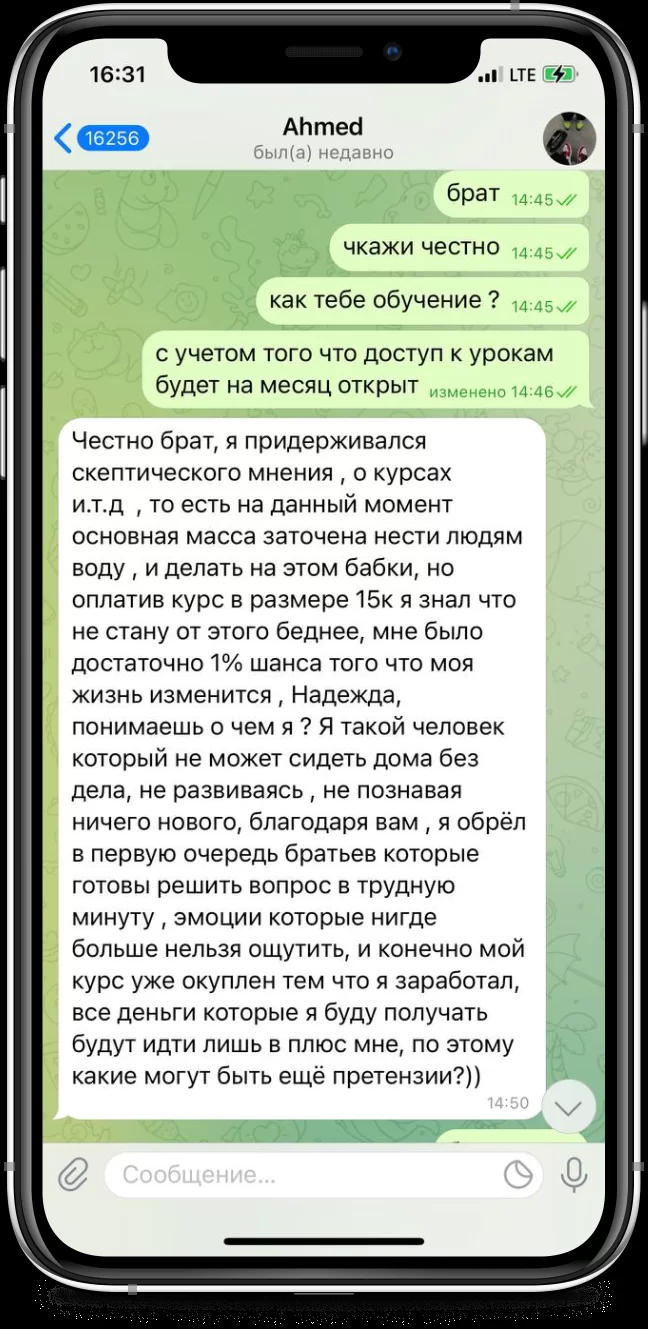 16:31
LTE
16256
Ahmed
был(а) недавно
брат 14:45
чкажи честно 14:45
как тебе обучение ? 14:45
с учетом того что доступ к урокам
будет на месяц открыт изменено 14:46
Честно брат, я придерживался
скептического мнения , о курсах
и.т.д , то есть на данный момент
основная масса заточена нести людям
воду , и делать на этом бабки, но
оплатив курс в размере 15к я знал что
не стану от этого беднее, мне было
достаточно 1% шанса того что моя
жизнь изменится , Надежда,
понимаешь о чем я ? Я такой человек
который не может сидеть дома без
дела, не развиваясь , не познавая
ничего нового, благодаря вам , я обрёл
в первую очередь братьев которые
готовы решить вопрос в трудную
минуту , эмоции которые нигде
больше нельзя ощутить, и конечно мой
курс уже окуплен тем что я заработал,
все деньги которые я буду получать
будут идти лишь в плюс мне, по этому
какие могут быть ещё претензии?))
14:50
Сообщение...